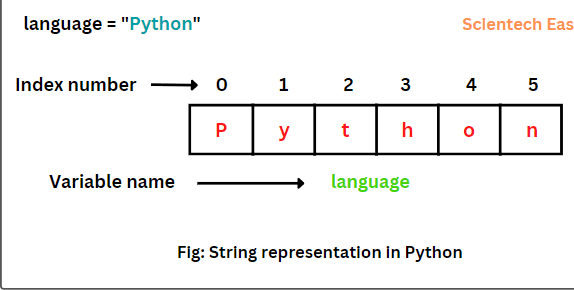 language = "Python"
Scientech Eas
Index number 0 1 2 3 4 5
P y t h o n
Variable name language
Fig: String representation in Python